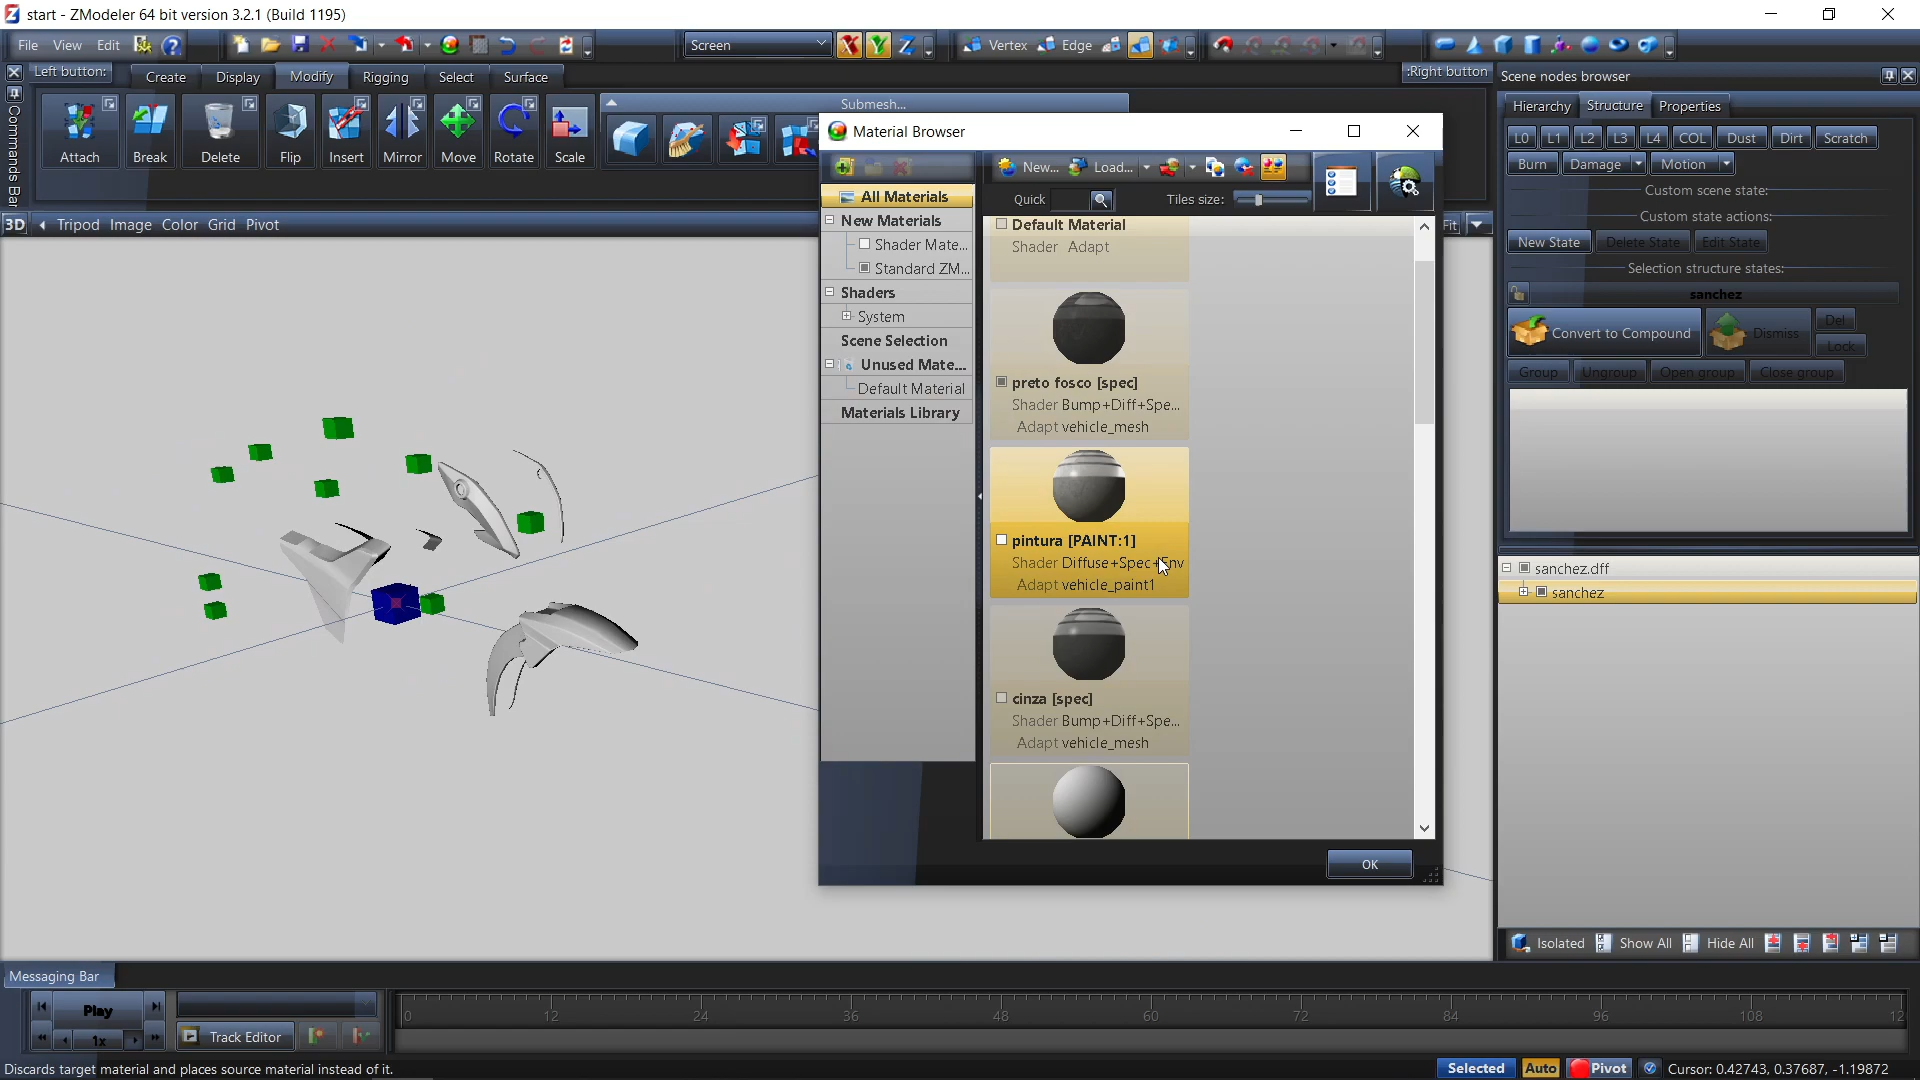 start - ZModeler 64 bit version 3.2.1 (Build 1195)
File View Edit
Screen
Vertex Edge
Left button:
Create Display Modify Rigging Select Surface
:Right button
Commands Bar
Attach Break Delete Flip Insert Mirror Move Rotate Scale
Submesh...
3D Tripod Image Color Grid Pivot
Fit
Material Browser
New... Load...
Quick
Tiles size:
All Materials
New Materials
Shader Mate...
Standard ZM...
Shaders
System
Scene Selection
Unused Mate...
Default Material
Materials Library
Default Material
Shader Adapt
preto fosco [spec]
Shader Bump+Diff+Spe...
Adapt vehicle_mesh
pintura [PAINT:1]
Shader Diffuse+Spec+Env
Adapt vehicle_paint1
cinza [spec]
Shader Bump+Diff+Spe...
Adapt vehicle_mesh
OK
Scene nodes browser
Hierarchy Structure Properties
L0 L1 L2 L3 L4 COL Dust Dirt Scratch
Burn Damage Motion
Custom scene state:
Custom state actions:
New State Delete State Edit State
Selection structure states:
sanchez
Convert to Compound Dismiss Del
Lock
Group Ungroup Open group Close group
sanchez.dff
sanchez
Isolated Show All Hide All
Messaging Bar
Play
1x
Track Editor
0 12 24 36 48 60 72 84 96 108 12
Discards target material and places source material instead of it.
Selected Auto Pivot Cursor: 0.42743, 0.37687, -1.19872